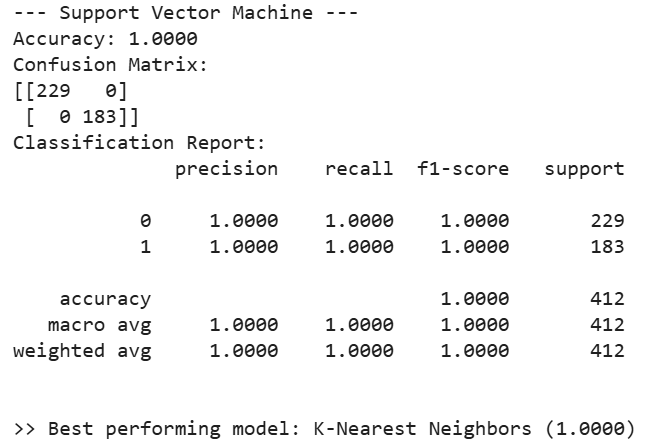 --- Support Vector Machine ---
Accuracy: 1.0000
Confusion Matrix:
[[229   0]
 [  0 183]]
Classification Report:
              precision    recall  f1-score   support

           0     1.0000    1.0000    1.0000       229
           1     1.0000    1.0000    1.0000       183

    accuracy                         1.0000       412
   macro avg     1.0000    1.0000    1.0000       412
weighted avg     1.0000    1.0000    1.0000       412


>> Best performing model: K-Nearest Neighbors (1.0000)